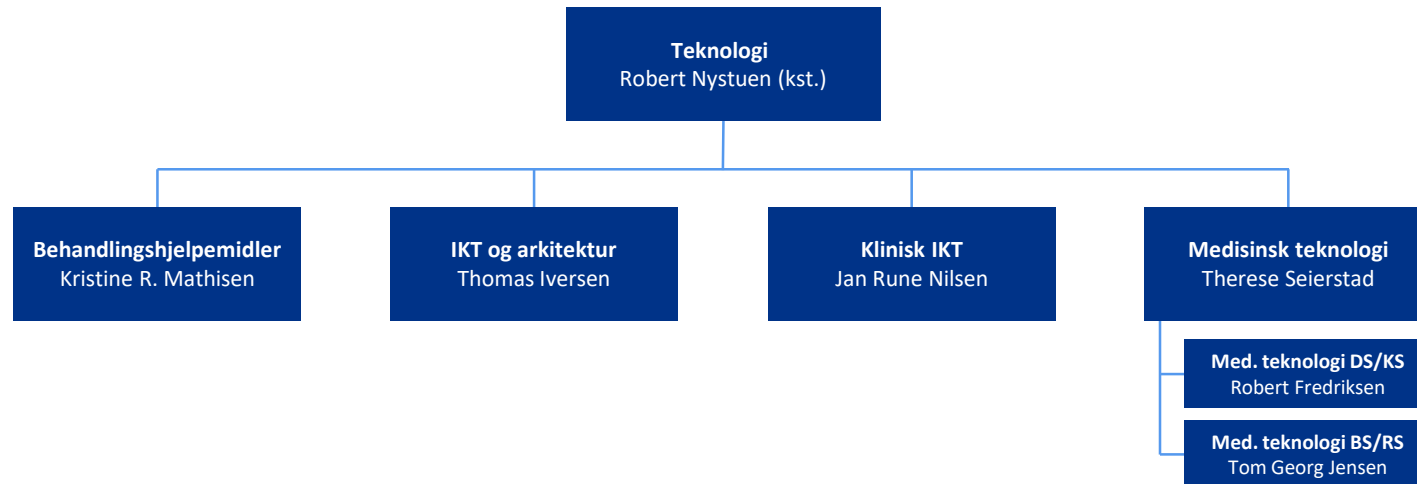 Teknologi
Robert Nystuen (kst.)
Behandlingshjelpemidler
Kristine R. Mathisen
IKT og arkitektur
Thomas Iversen
Klinisk IKT
Jan Rune Nilsen
Medisinsk teknologi
Therese Seierstad
Med. teknologi DS/KS
Robert Fredriksen
Med. teknologi BS/RS
Tom Georg Jensen